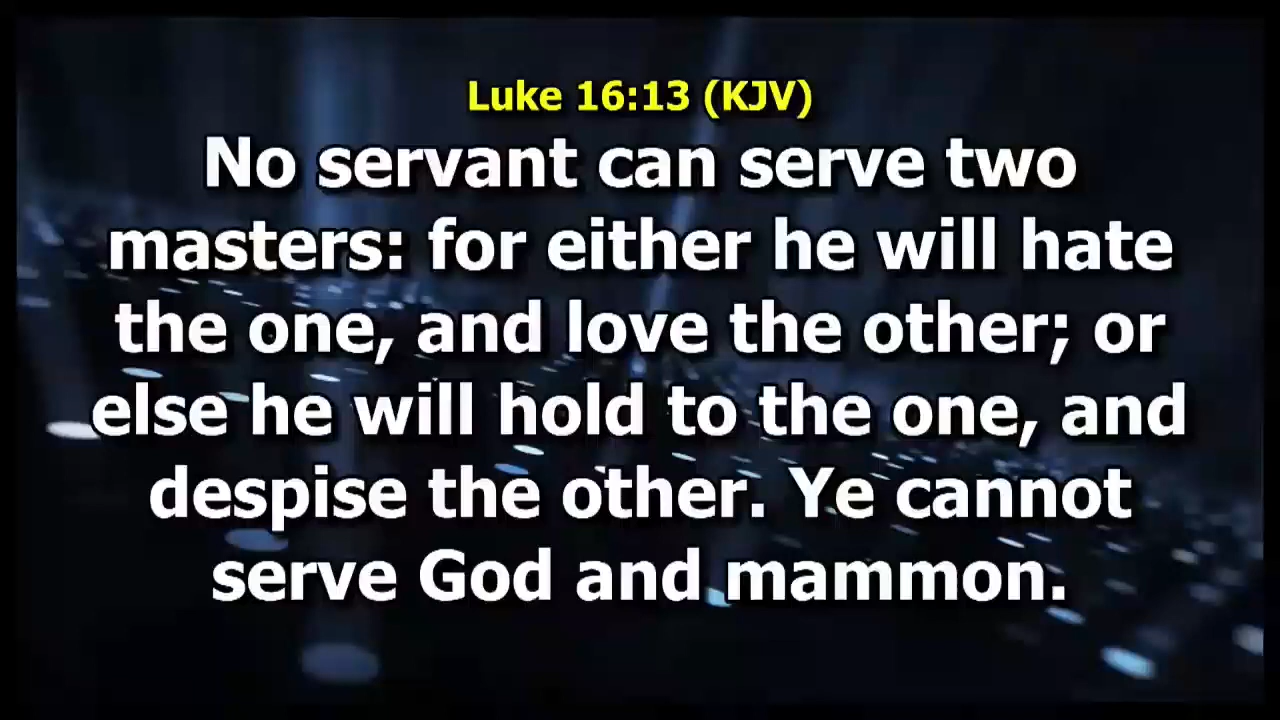 Luke 16:13 (KJV)
No servant can serve two
masters: for either he will hate
the one, and love the other; or
else he will hold to the one, and
despise the other. Ye cannot
serve God and mammon.